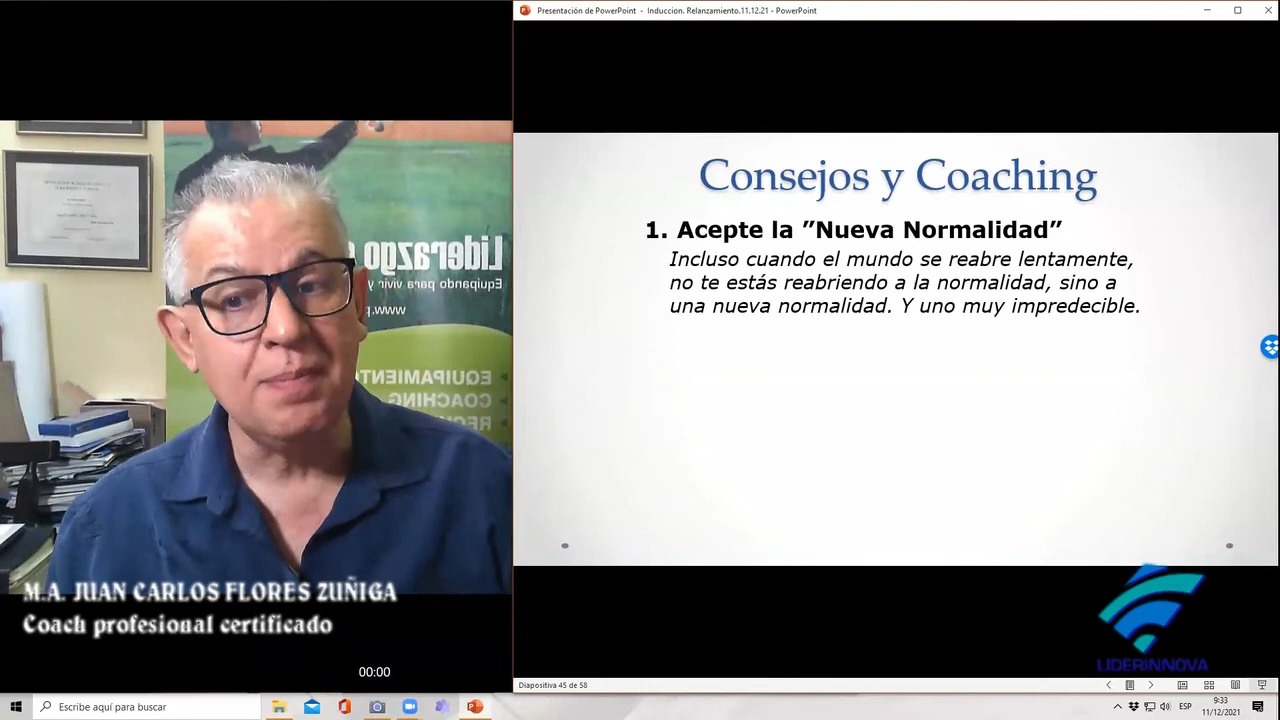 Presentación de PowerPoint - Induccion. Relanzamiento.11.12.21 - PowerPoint
Consejos y Coaching
1. Acepte la ”Nueva Normalidad”
Incluso cuando el mundo se reabre lentamente,
no te estás reabriendo a la normalidad, sino a
una nueva normalidad. Y uno muy impredecible.
Liderazgo
Equipando para vivir y
www.p
EQUIPAMIENTO
COACHING
M.A. JUAN CARLOS FLORES ZUÑIGA
Coach profesional certificado
00:00
LIDERINNOVA
Diapositiva 45 de 58
Escribe aquí para buscar
ESP
9:33
11/12/2021